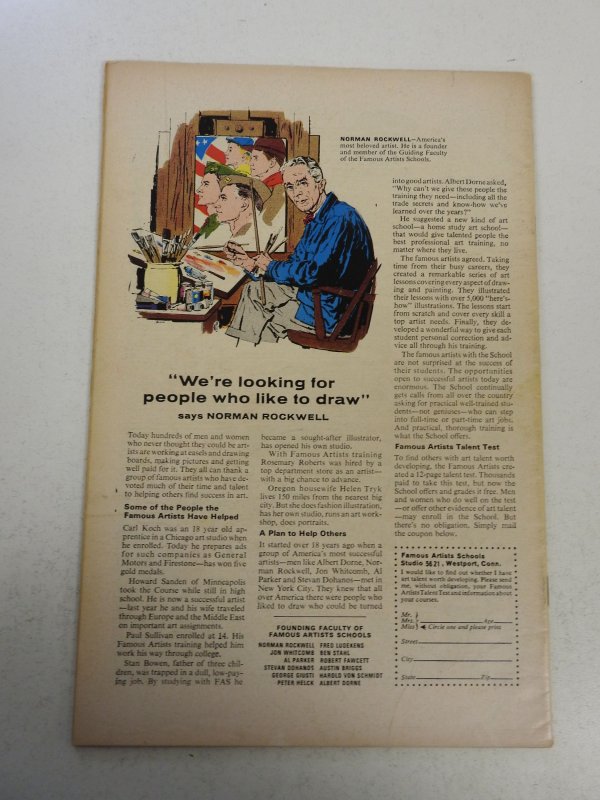 NORMAN ROCKWELL—America's
most beloved artist. He is a founder
and member of the Guiding Faculty
of the Famous Artists Schools.
"We're looking for
people who like to draw"
says NORMAN ROCKWELL
Today hundreds of men and women
who never thought they could be art-
ists are working at easels and drawing
boards, making pictures and getting
well paid for it. They all can thank a
group of famous artists who have de-
voted much of their time and talent
to helping others find success in art.
Some of the People the
Famous Artists Have Helped
Carl Koch was an 18 year old ap-
prentice in a Chicago art studio when
he enrolled. Today he prepares ads
for such companies as General
Motors and Firestone—has won five
gold medals.
Howard Sanden of Minneapolis
took the Course while still in high
school. He is now a successful artist
—last year he and his wife traveled
through Europe and the Middle East
on important art assignments.
Paul Sullivan enrolled at 14. His
Famous Artists training helped him
work his way through college.
Stan Bowen, father of three chil-
dren, was trapped in a dull, low-pay-
ing job. By studying with FAS he
became a sought-after illustrator,
has opened his own studio.
With Famous Artists training
Rosemary Roberts was hired by a
top department store as an artist—
with a big chance to advance.
Oregon housewife Helen Tryk
lives 150 miles from the nearest big
city. But she does fashion illustration,
has her own studio, runs an art work-
shop, does portraits.
A Plan to Help Others
It started over 18 years ago when a
group of America's most successful
artists—men like Albert Dorne, Nor-
man Rockwell, Jon Whitcomb, Al
Parker and Stevan Dohanos—met in
New York City. They knew that all
over America there were people who
liked to draw who could be turned
FOUNDING FACULTY OF
FAMOUS ARTISTS SCHOOLS
NORMAN ROCKWELL FRED LUDEKENS
JON WHITCOMB BEN STAHL
AL PARKER ROBERT FAWCETT
STEVAN DOHANOS AUSTIN BRIGGS
GEORGE GIUSTI HAROLD VON SCHMIDT
PETER HELCK ALBERT DORNE
into good artists. Albert Dorne asked,
"Why can't we give these people the
training they need—including all the
trade secrets and know-how we've
learned over the years?"
He suggested a new kind of art
school—a home study art school—
that would give talented people the
best professional art training, no
matter where they live.
The famous artists agreed. Taking
time from their busy careers, they
created a remarkable series of art
lessons covering every aspect of draw-
ing and painting. They illustrated
their lessons with over 5,000 "here's-
how" illustrations. The lessons start
from scratch and cover every skill a
top artist needs. Finally, they de-
veloped a wonderful way to give each
student personal correction and ad-
vice all through his training.
The famous artists with the School
are not surprised at the success of
their students. The opportunities
open to successful artists today are
enormous. The School continually
gets calls from all over the country
asking for practical well-trained stu-
dents—not geniuses—who can step
into full-time or part-time art jobs.
And practical, thorough training is
what the School offers.
Famous Artists Talent Test
To find others with art talent worth
developing, the Famous Artists cre-
ated a 12-page talent test. Thousands
paid to take this test, but now the
School offers and grades it free. Men
and women who do well on the test
—or offer other evidence of art talent
—may enroll in the School. But
there's no obligation. Simply mail
the coupon below.
Famous Artists Schools
Studio 5621, Westport, Conn.
I would like to find out whether I have
art talent worth developing. Please send
me, without obligation, your Famous
Artists Talent Test and information about
your courses.
Mr.
Mrs. Age
Miss Circle one and please print
Street
City
State Zip